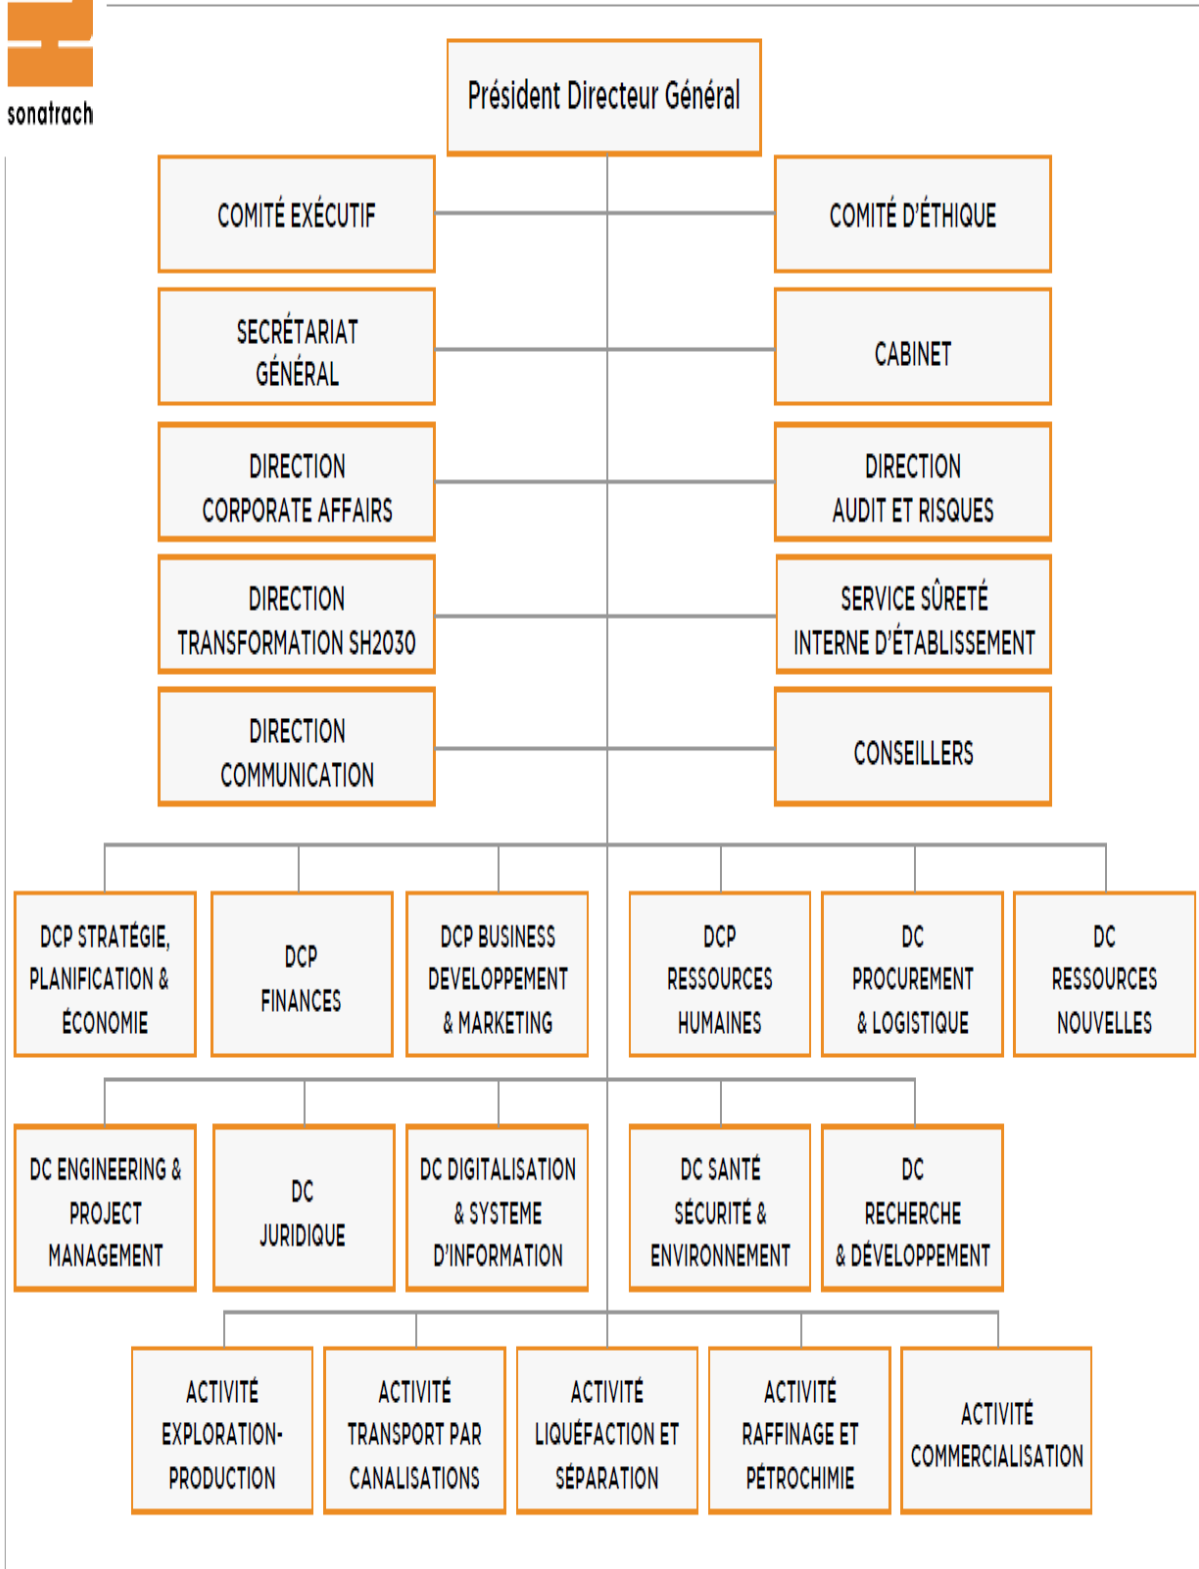 sonatrach
Président Directeur Général
COMITÉ EXÉCUTIF
COMITÉ D'ÉTHIQUE
SECRÉTARIAT
GÉNÉRAL
CABINET
DIRECTION
CORPORATE AFFAIRS
DIRECTION
AUDIT ET RISQUES
DIRECTION
TRANSFORMATION SH2030
SERVICE SÛRETÉ
INTERNE D'ÉTABLISSEMENT
DIRECTION
COMMUNICATION
CONSEILLERS
DCP STRATÉGIE,
PLANIFICATION &
ÉCONOMIE
DCP
FINANCES
DCP BUSINESS
DEVELOPPEMENT
& MARKETING
DCP
RESSOURCES
HUMAINES
DC
PROCUREMENT
& LOGISTIQUE
DC
RESSOURCES
NOUVELLES
DC ENGINEERING &
PROJECT
MANAGEMENT
DC
JURIDIQUE
DC DIGITALISATION
& SYSTEME
D'INFORMATION
DC SANTÉ
SÉCURITÉ &
ENVIRONNEMENT
DC
RECHERCHE
& DÉVELOPPEMENT
ACTIVITÉ
EXPLORATION-
PRODUCTION
ACTIVITÉ
TRANSPORT PAR
CANALISATIONS
ACTIVITÉ
LIQUÉFACTION ET
SÉPARATION
ACTIVITÉ
RAFFINAGE ET
PÉTROCHIMIE
ACTIVITÉ
COMMERCIALISATION